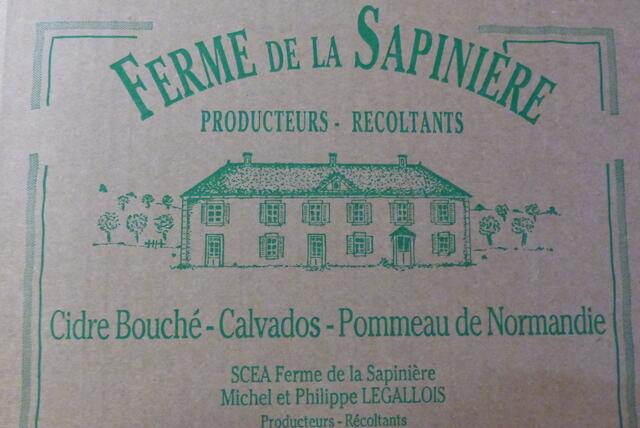 FERME DE LA SAPINIÈRE
PRODUCTEURS - RECOLTANTS
Cidre Bouché - Calvados - Pommeau de Normandie
SCEA Ferme de la Sapinière
Michel et Philippe LEGALLOIS
Producteurs - Récoltants